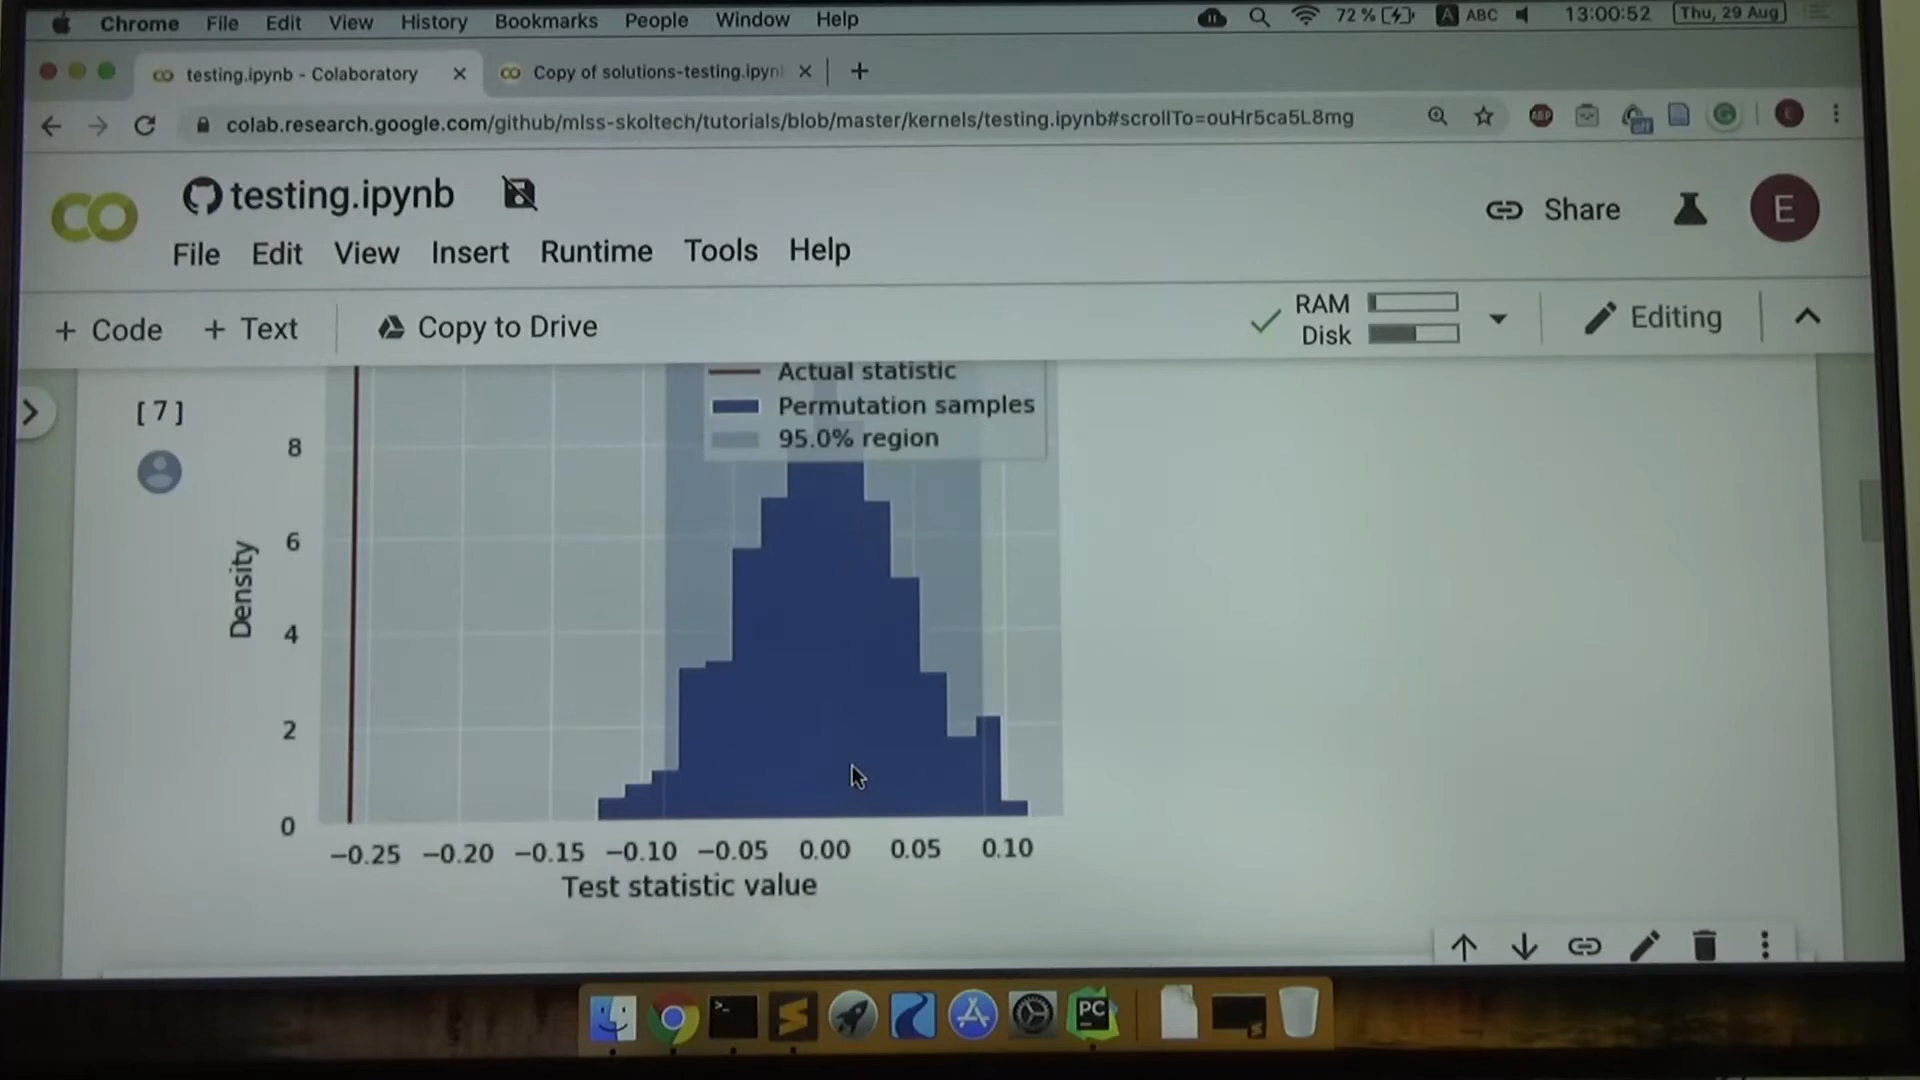 Chrome File Edit View History Bookmarks People Window Help 72 % A ABC 13:00:52 Thu, 29 Aug
testing.ipynb - Colaboratory Copy of solutions-testing.ipyn
colab.research.google.com/github/mlss-skoltech/tutorials/blob/master/kernels/testing.ipynb#scrollTo=ouHr5ca5L8mg ABP off E
CO testing.ipynb Share E
File Edit View Insert Runtime Tools Help
+ Code + Text Copy to Drive RAM Disk Editing
[7]
Actual statistic
Permutation samples
95.0% region
Density
8
6
4
2
0
−0.25 −0.20 −0.15 −0.10 −0.05 0.00 0.05 0.10
Test statistic value
PC